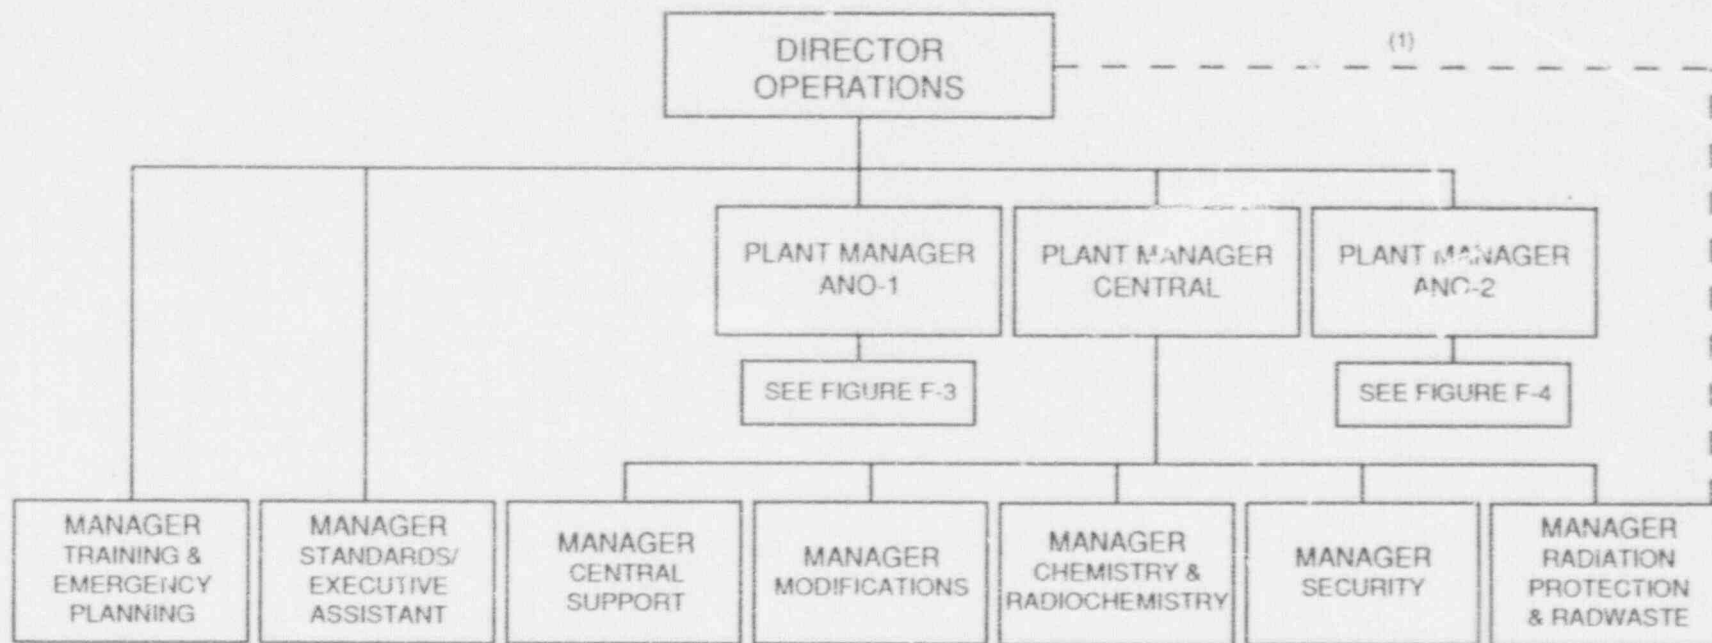 DIRECTOR
OPERATIONS
(1)
PLANT MANAGER
ANO-1
PLANT MANAGER
CENTRAL
PLANT MANAGER
ANO-2
SEE FIGURE F-3
SEE FIGURE F-4
MANAGER
TRAINING &
EMERGENCY
PLANNING
MANAGER
STANDARDS/
EXECUTIVE
ASSISTANT
MANAGER
CENTRAL
SUPPORT
MANAGER
MODIFICATIONS
MANAGER
CHEMISTRY &
RADIOCHEMISTRY
MANAGER
SECURITY
MANAGER
RADIATION
PROTECTION
& RADWASTE